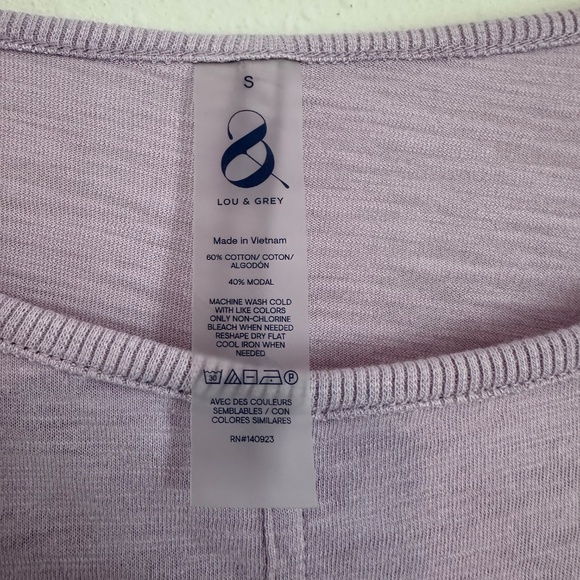 S
&
LOU & GREY
Made in Vietnam
60% COTTON/ COTON/
ALGODÓN
40% MODAL
MACHINE WASH COLD
WITH LIKE COLORS
ONLY NON-CHLORINE
BLEACH WHEN NEEDED
RESHAPE DRY FLAT
COOL IRON WHEN
NEEDED
30 P
AVEC DES COULEURS
SEMBLABLES / CON
COLORES SIMILARES
RN#140923